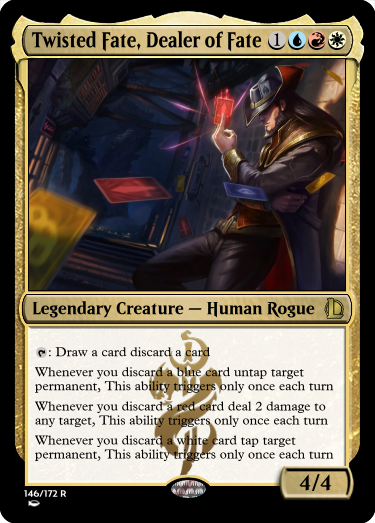 Twisted Fate, Dealer of Fate 1
Legendary Creature — Human Rogue
: Draw a card discard a card
Whenever you discard a blue card untap target
permanent, This ability triggers only once each turn
Whenever you discard a red card deal 2 damage to
any target, This ability triggers only once each turn
Whenever you discard a white card tap target
permanent, This ability triggers only once each turn
4/4
146/172 R